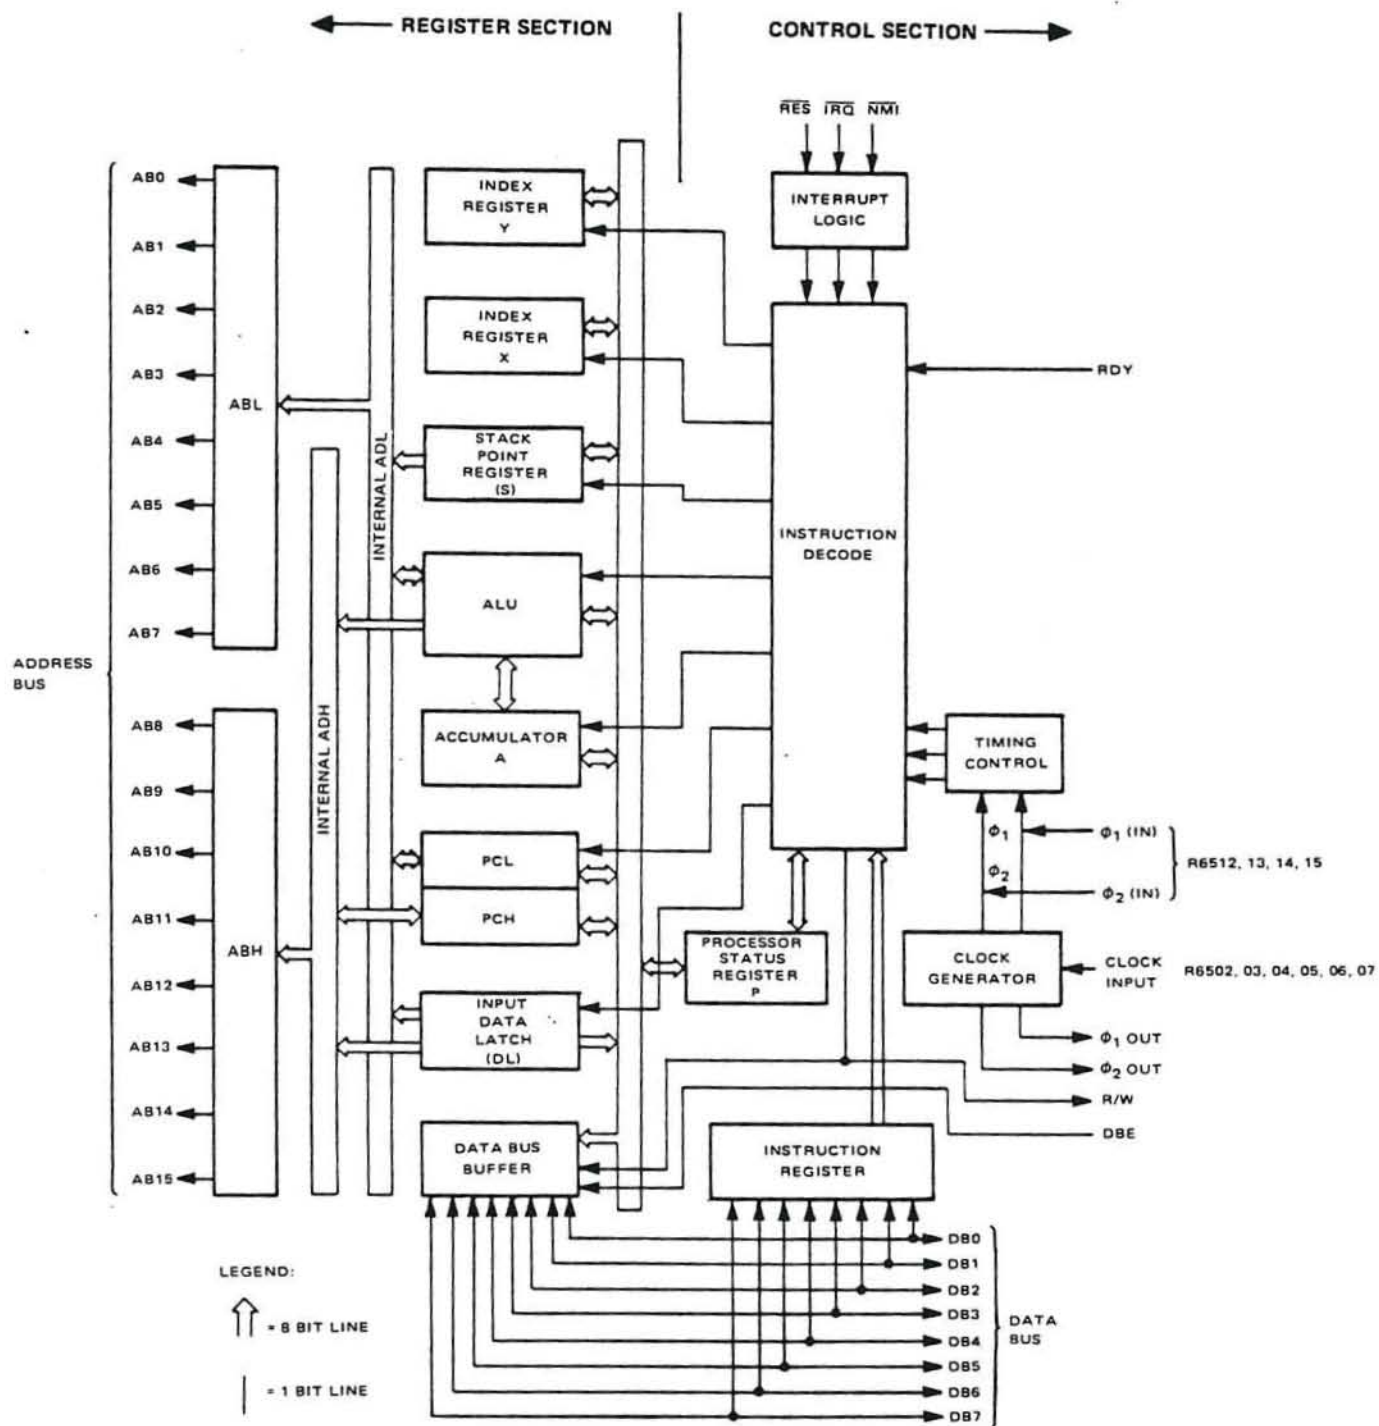 REGISTER SECTION
CONTROL SECTION
RES IRQ NMI
AB0
AB1
AB2
AB3
AB4
AB5
AB6
AB7
ADDRESS
BUS
AB8
AB9
AB10
AB11
AB12
AB13
AB14
AB15
ABL
ABH
INTERNAL ADL
INTERNAL ADH
INDEX
REGISTER
Y
INDEX
REGISTER
X
STACK
POINT
REGISTER
(S)
ALU
ACCUMULATOR
A
PCL
PCH
INPUT
DATA
LATCH
(DL)
DATA BUS
BUFFER
INTERRUPT
LOGIC
INSTRUCTION
DECODE
RDY
TIMING
CONTROL
ϕ1
ϕ2
ϕ1 (IN)
ϕ2 (IN)
R6512, 13, 14, 15
PROCESSOR
STATUS
REGISTER
P
CLOCK
GENERATOR
CLOCK
INPUT
R6502, 03, 04, 05, 06, 07
ϕ1 OUT
ϕ2 OUT
R/W
DBE
INSTRUCTION
REGISTER
DB0
DB1
DB2
DB3
DB4
DB5
DB6
DB7
DATA
BUS
LEGEND:
= 8 BIT LINE
= 1 BIT LINE